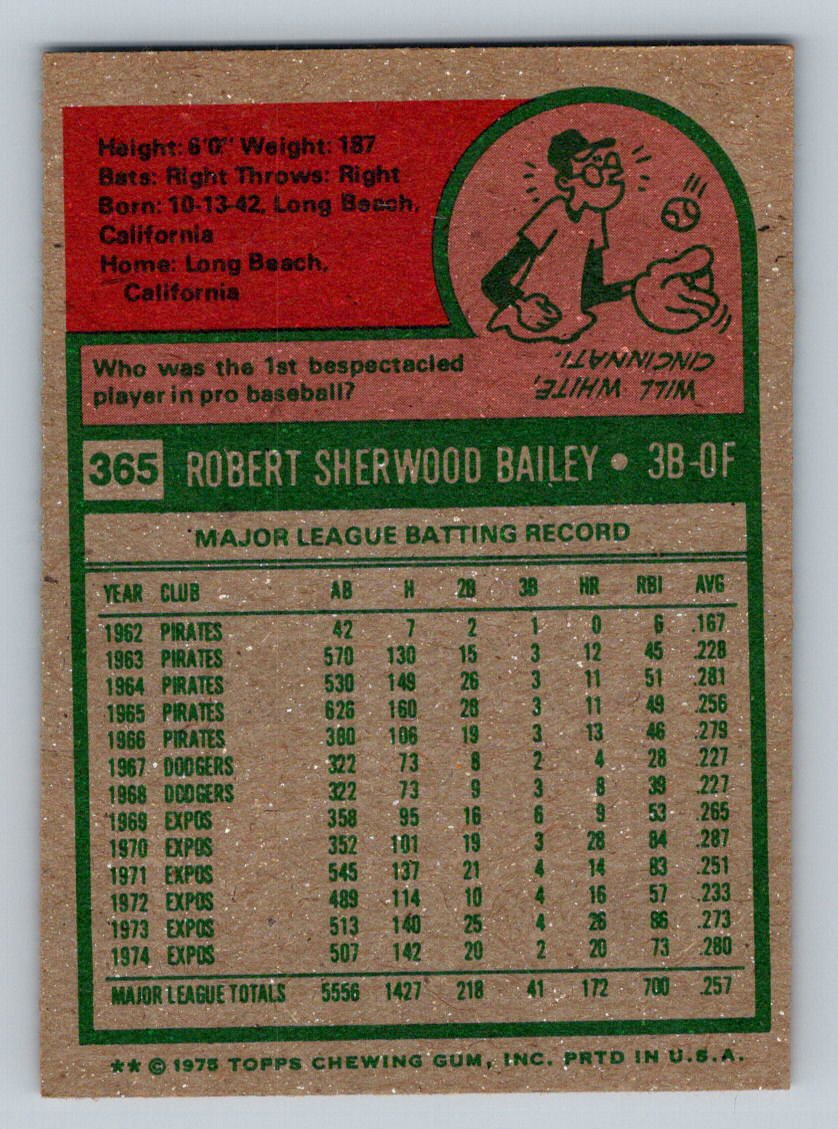 Height: 6'0" Weight: 187
Bats: Right Throws: Right
Born: 10-13-42, Long Beach,
California
Home: Long Beach,
California
Who was the 1st bespectacled
player in pro baseball?
WILL WHITE,
CINCINNATI.
365 ROBERT SHERWOOD BAILEY • 3B-OF
MAJOR LEAGUE BATTING RECORD
YEAR CLUB AB H 2B 3B HR RBI AVG
1962 PIRATES 42 7 2 1 0 6 .167
1963 PIRATES 570 130 15 3 12 45 .228
1964 PIRATES 530 149 26 3 11 51 .281
1965 PIRATES 626 160 28 3 11 49 .256
1966 PIRATES 380 106 19 3 13 46 .279
1967 DODGERS 322 73 8 2 4 28 .227
1968 DODGERS 322 73 9 3 8 39 .227
1969 EXPOS 358 95 16 6 9 53 .265
1970 EXPOS 352 101 19 3 28 84 .287
1971 EXPOS 545 137 21 4 14 83 .251
1972 EXPOS 489 114 10 4 16 57 .233
1973 EXPOS 513 140 25 4 26 86 .273
1974 EXPOS 507 142 20 2 20 73 .280
MAJOR LEAGUE TOTALS 5556 1427 218 41 172 700 .257
** © 1975 TOPPS CHEWING GUM, INC. PRTD IN U.S.A.